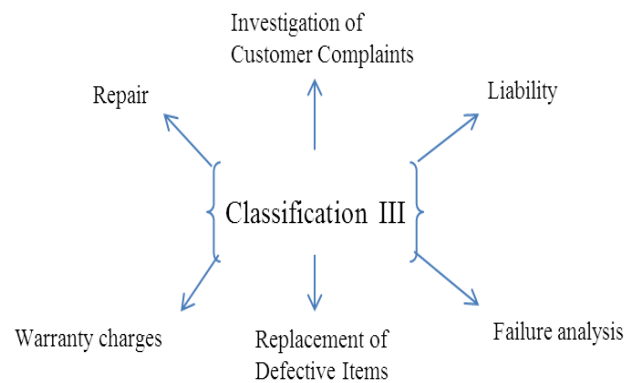 Investigation of
Customer Complaints
Repair
Liability
Classification III
Warranty charges
Replacement of
Defective Items
Failure analysis